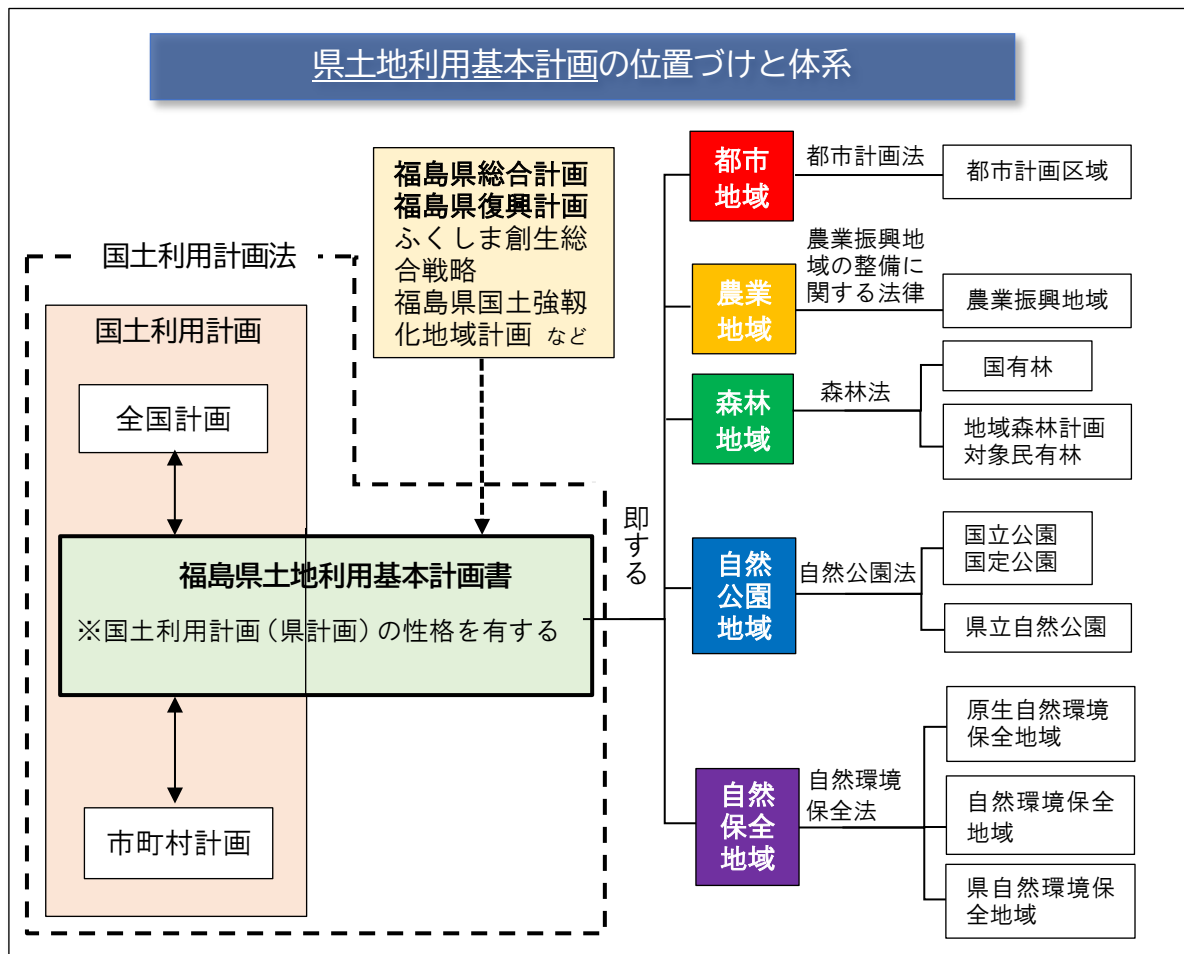 県土地利用基本計画の位置づけと体系
福島県総合計画
福島県復興計画
ふくしま創生総
合戦略
福島県国土強靱
化地域計画 など
国土利用計画法
国土利用計画
全国計画
福島県土地利用基本計画書
※国土利用計画（県計画）の性格を有する
市町村計画
即する
都市
地域
都市計画法
都市計画区域
農業
地域
農業振興地
域の整備に
関する法律
農業振興地域
森林
地域
森林法
国有林
地域森林計画
対象民有林
自然
公園
地域
自然公園法
国立公園
国定公園
県立自然公園
自然
保全
地域
自然環境
保全法
原生自然環境
保全地域
自然環境保全
地域
県自然環境保
全地域